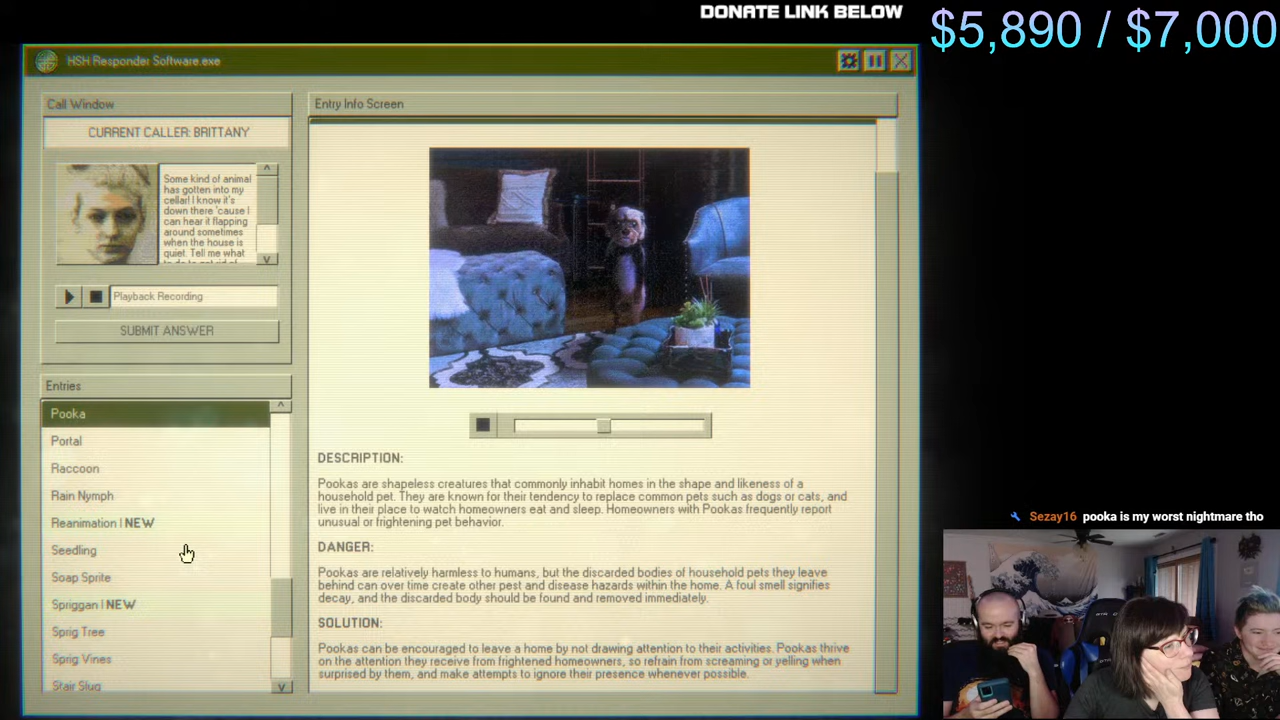 DONATE LINK BELOW
$5,890 / $7,000
HSH Responder Software.exe
Call Window
CURRENT CALLER: BRITTANY
Some kind of animal
has gotten into my
cellar! I know it's
down there 'cause I
can hear it flapping
around sometimes
when the house is
quiet. Tell me what
to do to get rid of
Playback Recording
SUBMIT ANSWER
Entries
Pooka
Portal
Raccoon
Rain Nymph
Reanimation | NEW
Seedling
Soap Sprite
Spriggan | NEW
Sprig Tree
Sprig Vines
Stair Slug
Entry Info Screen
DESCRIPTION:
Pookas are shapeless creatures that commonly inhabit homes in the shape and likeness of a
household pet. They are known for their tendency to replace common pets such as dogs or cats, and
live in their place to watch homeowners eat and sleep. Homeowners with Pookas frequently report
unusual or frightening pet behavior.
DANGER:
Pookas are relatively harmless to humans, but the discarded bodies of household pets they leave
behind can over time create other pest and disease hazards within the home. A foul smell signifies
decay, and the discarded body should be found and removed immediately.
SOLUTION:
Pookas can be encouraged to leave a home by not drawing attention to their activities. Pookas thrive
on the attention they receive from frightened homeowners, so refrain from screaming or yelling when
surprised by them, and make attempts to ignore their presence whenever possible.
Sezay16 pooka is my worst nightmare tho